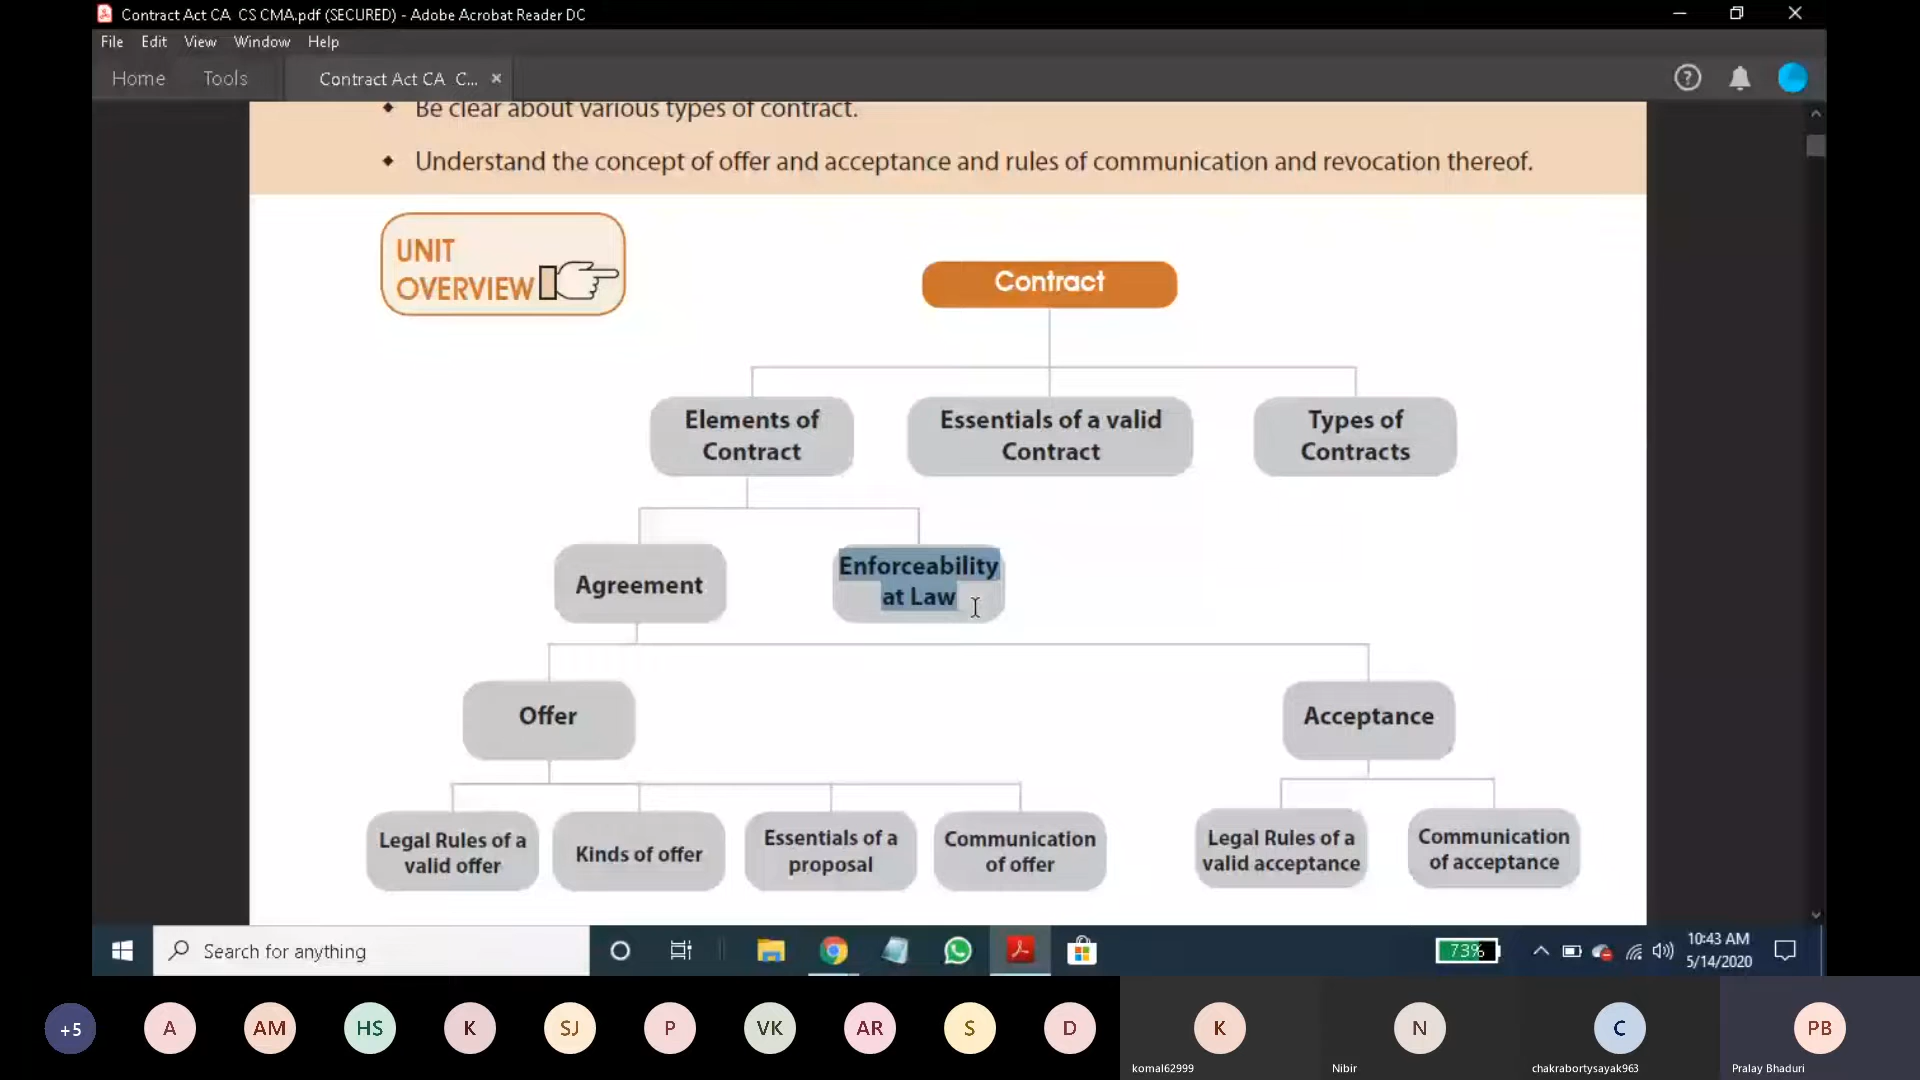 Contract Act CA CS CMA.pdf (SECURED) - Adobe Acrobat Reader DC
File Edit View Window Help
Home Tools Contract Act CA C... ×
Be clear about various types of contract.
Understand the concept of offer and acceptance and rules of communication and revocation thereof.
UNIT
OVERVIEW
Contract
Elements of
Contract
Essentials of a valid
Contract
Types of
Contracts
Agreement
Enforceability
at Law
Offer
Acceptance
Legal Rules of a
valid offer
Kinds of offer
Essentials of a
proposal
Communication
of offer
Legal Rules of a
valid acceptance
Communication
of acceptance
Search for anything
73%
10:43 AM
5/14/2020
+5 A AM HS K SJ P VK AR S D K N C PB
komal62999 Nibir chakrabortysayak963 Pralay Bhaduri